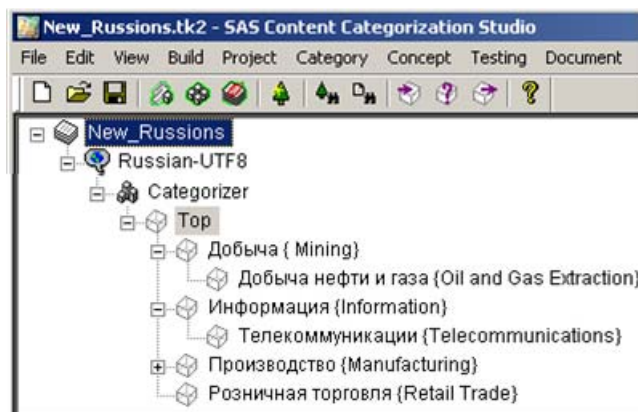 New_Russions.tk2 - SAS Content Categorization Studio
File Edit View Build Project Category Concept Testing Document
New_Russions
Russian-UTF8
Categorizer
Top
Добыча { Mining}
Добыча нефти и газа {Oil and Gas Extraction}
Информация {Information}
Телекоммуникации {Telecommunications}
Производство {Manufacturing}
Розничная торговля {Retail Trade}